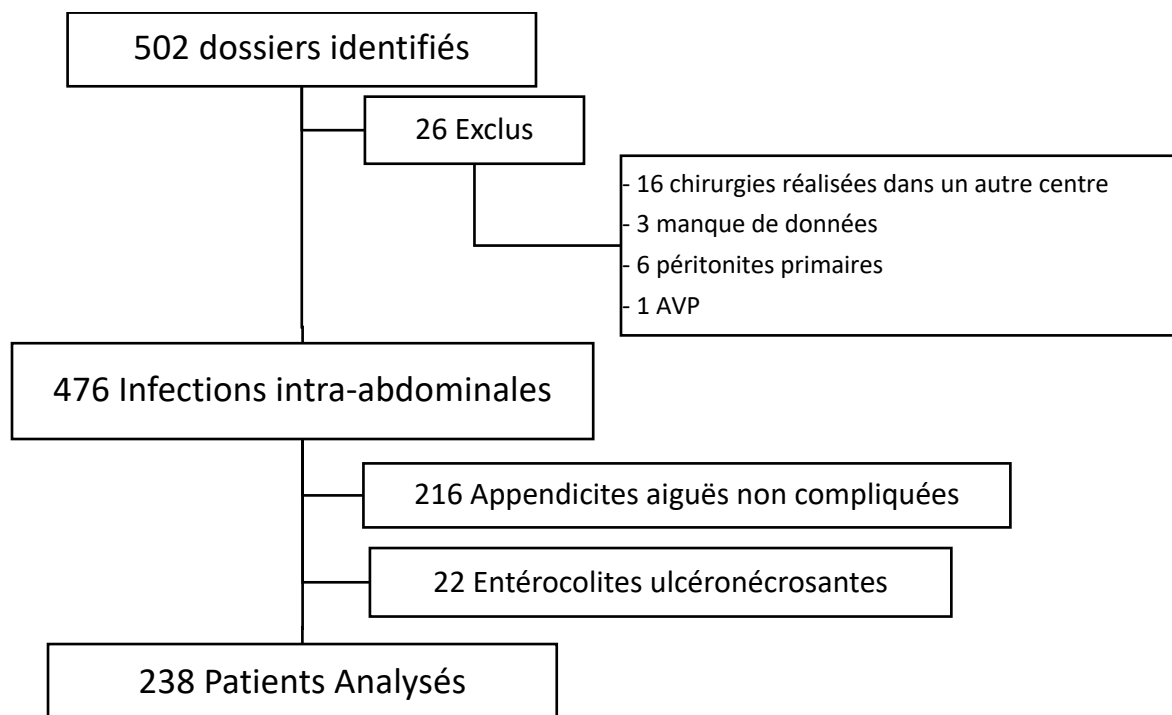 502 dossiers identifiés
26 Exclus
- 16 chirurgies réalisées dans un autre centre
- 3 manque de données
- 6 péritonites primaires
- 1 AVP
476 Infections intra-abdominales
216 Appendicites aiguës non compliquées
22 Entérocolites ulcéronécrosantes
238 Patients Analysés